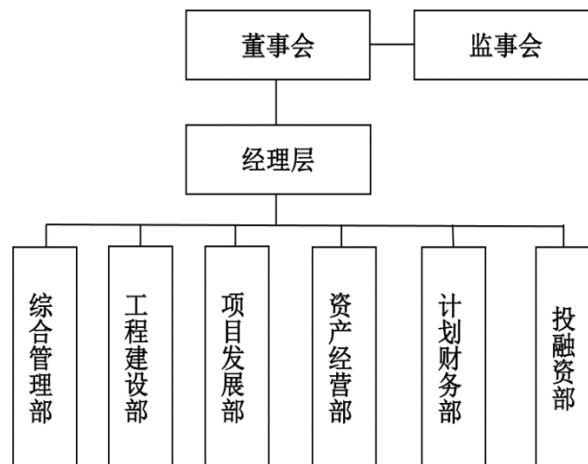 董事会
监事会
经理层
综合管理部
工程建设部
项目发展部
资产经营部
计划财务部
投融资部